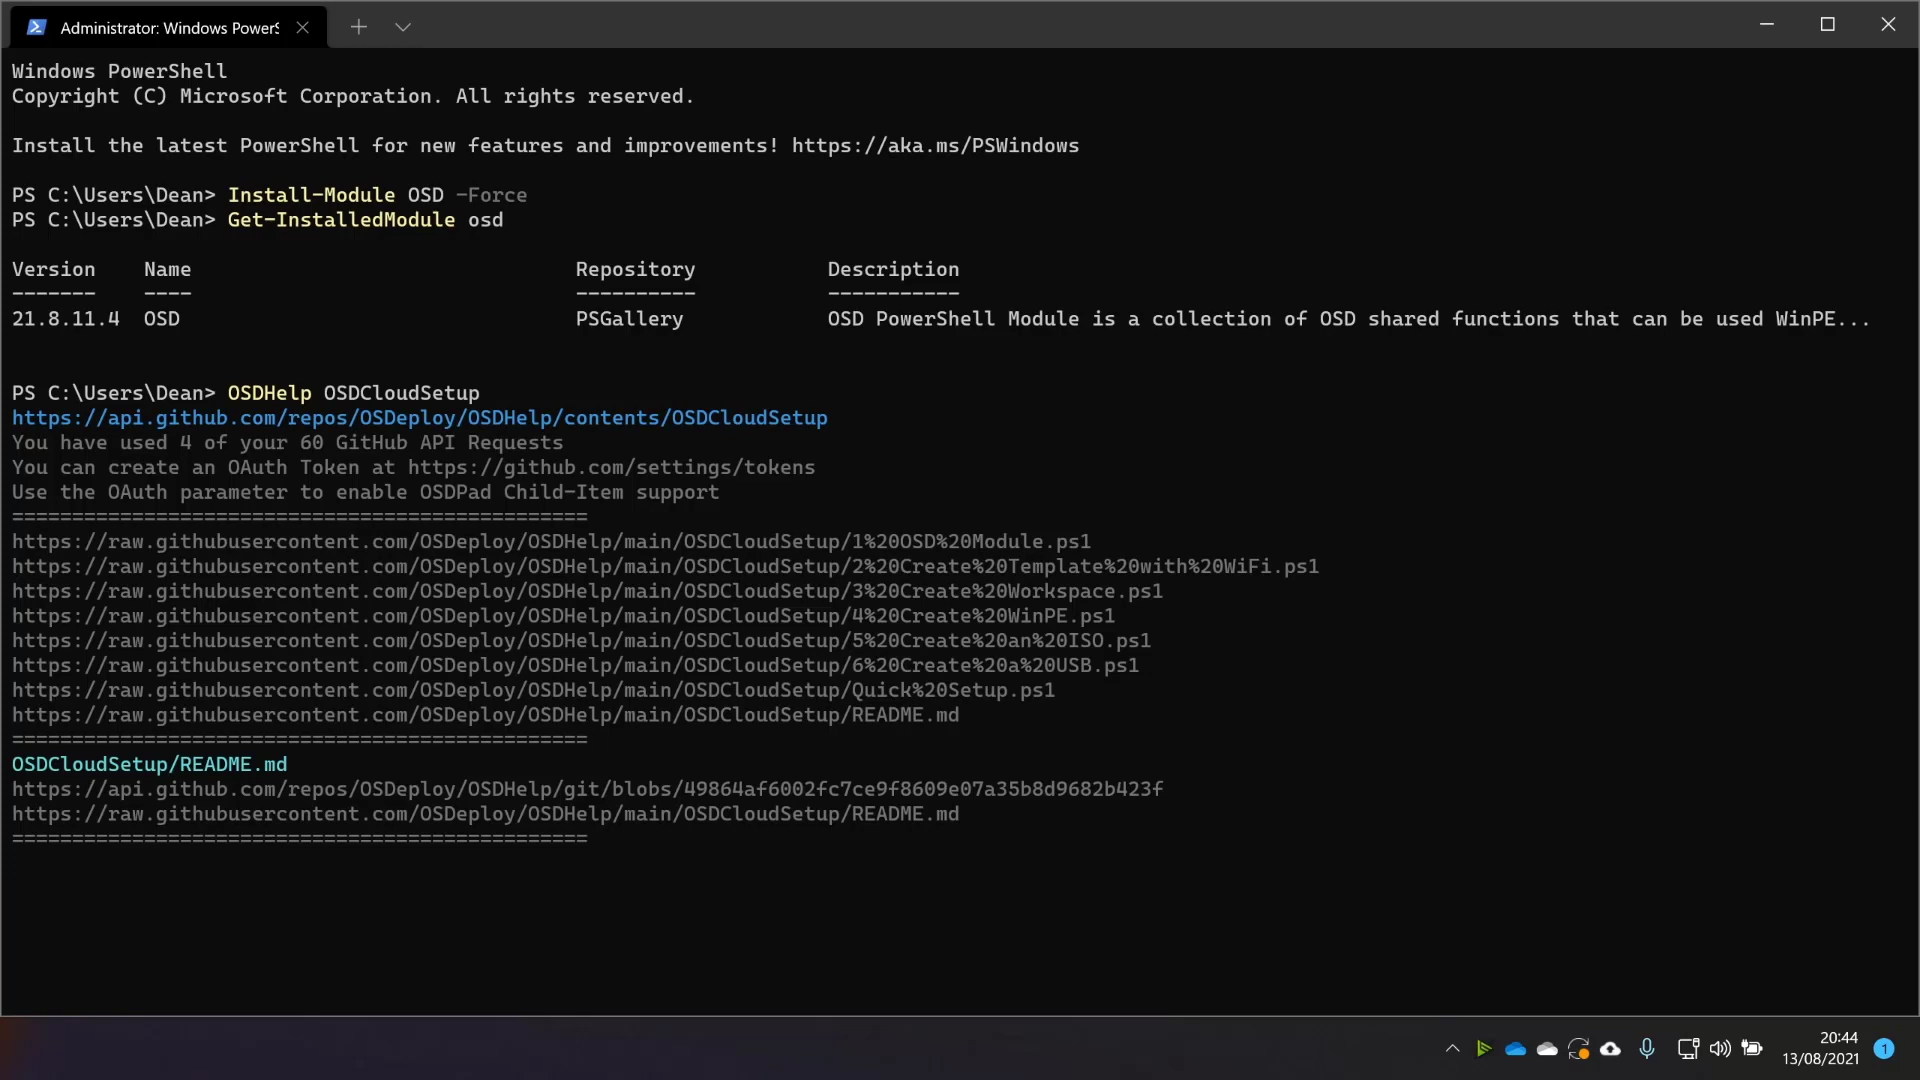 Administrator: Windows PowerS
Windows PowerShell
Copyright (C) Microsoft Corporation. All rights reserved.
Install the latest PowerShell for new features and improvements! https://aka.ms/PSWindows
PS C:\Users\Dean> Install-Module OSD -Force
PS C:\Users\Dean> Get-InstalledModule osd
Version    Name                                Repository           Description
-------    ----                                ----------           -----------
21.8.11.4  OSD                                 PSGallery            OSD PowerShell Module is a collection of OSD shared functions that can be used WinPE...
PS C:\Users\Dean> OSDHelp OSDCloudSetup
https://api.github.com/repos/OSDeploy/OSDHelp/contents/OSDCloudSetup
You have used 4 of your 60 GitHub API Requests
You can create an OAuth Token at https://github.com/settings/tokens
Use the OAuth parameter to enable OSDPad Child-Item support
================================================
https://raw.githubusercontent.com/OSDeploy/OSDHelp/main/OSDCloudSetup/1%20OSD%20Module.ps1
https://raw.githubusercontent.com/OSDeploy/OSDHelp/main/OSDCloudSetup/2%20Create%20Template%20with%20WiFi.ps1
https://raw.githubusercontent.com/OSDeploy/OSDHelp/main/OSDCloudSetup/3%20Create%20Workspace.ps1
https://raw.githubusercontent.com/OSDeploy/OSDHelp/main/OSDCloudSetup/4%20Create%20WinPE.ps1
https://raw.githubusercontent.com/OSDeploy/OSDHelp/main/OSDCloudSetup/5%20Create%20an%20ISO.ps1
https://raw.githubusercontent.com/OSDeploy/OSDHelp/main/OSDCloudSetup/6%20Create%20a%20USB.ps1
https://raw.githubusercontent.com/OSDeploy/OSDHelp/main/OSDCloudSetup/Quick%20Setup.ps1
https://raw.githubusercontent.com/OSDeploy/OSDHelp/main/OSDCloudSetup/README.md
================================================
OSDCloudSetup/README.md
https://api.github.com/repos/OSDeploy/OSDHelp/git/blobs/49864af6002fc7ce9f8609e07a35b8d9682b423f
https://raw.githubusercontent.com/OSDeploy/OSDHelp/main/OSDCloudSetup/README.md
================================================
20:44
13/08/2021
1